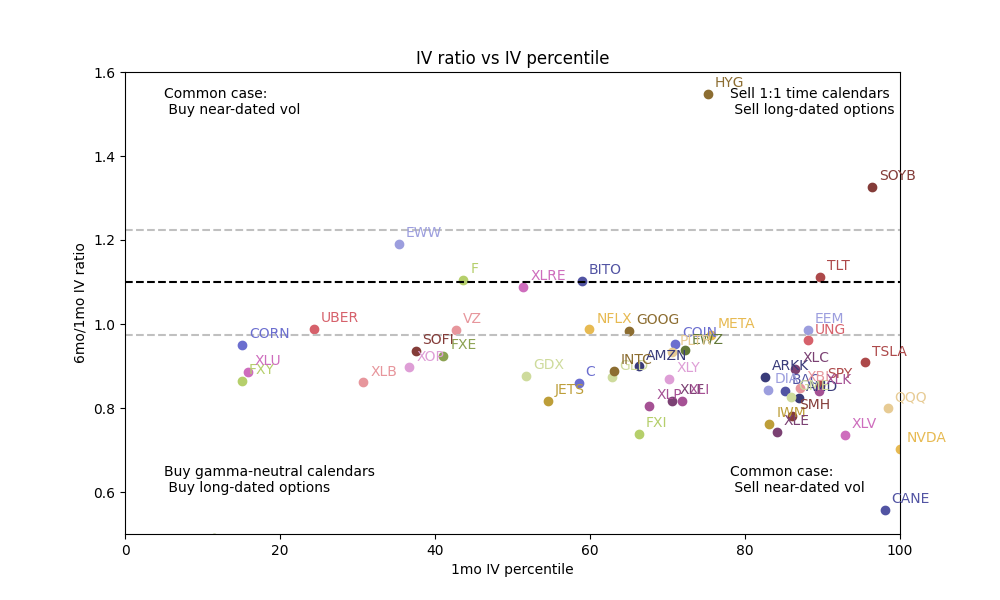 IV ratio vs IV percentile
1.6
1.4
1.2
1.0
0.8
0.6
6mo/1mo IV ratio
Common case:
Buy near-dated vol
Sell 1:1 time calendars
Sell long-dated options
HYG
SOYB
EWW
F
XLRE
BITO
TLT
CORN
UBER
VZ
NFLX
GOOG
META
EEM
UNG
SOFI
FXE
XOP
COIN
AMZN
INTC
XLU
FXY
XLB
GDX
C
XLY
ARKK
XLC
TSLA
DIA
SPY
XLK
JETS
XLP
XLI
FXI
IWM
SMH
XLE
XLV
QQQ
NVDA
CANE
Buy gamma-neutral calendars
Buy long-dated options
Common case:
Sell near-dated vol
0
20
40
60
80
100
1mo IV percentile